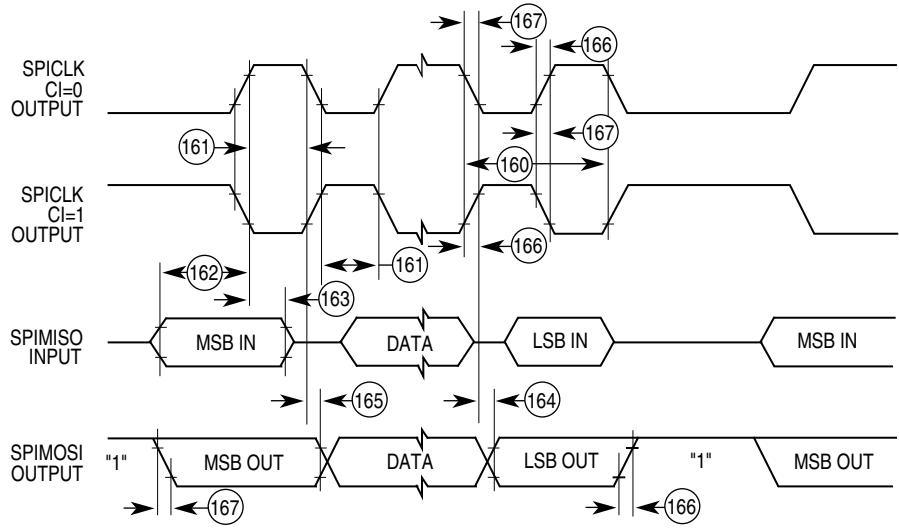 167
166
SPICLK
CI=0
OUTPUT
161
167
160
SPICLK
CI=1
OUTPUT
166
161
162
163
SPIMISO
INPUT
MSB IN
DATA
LSB IN
MSB IN
165
164
SPIMOSI
OUTPUT
"1"
MSB OUT
DATA
LSB OUT
"1"
MSB OUT
167
166